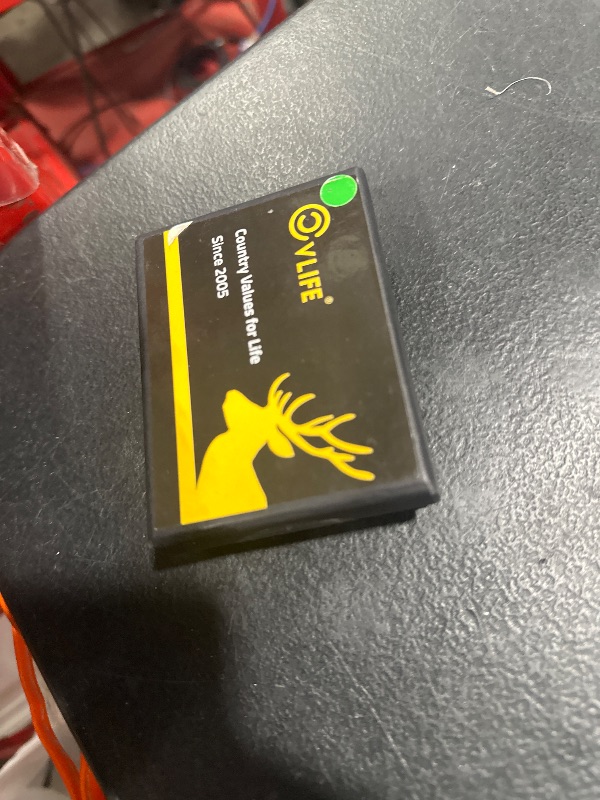 CVLIFE®
Country Values for Life
Since 2005